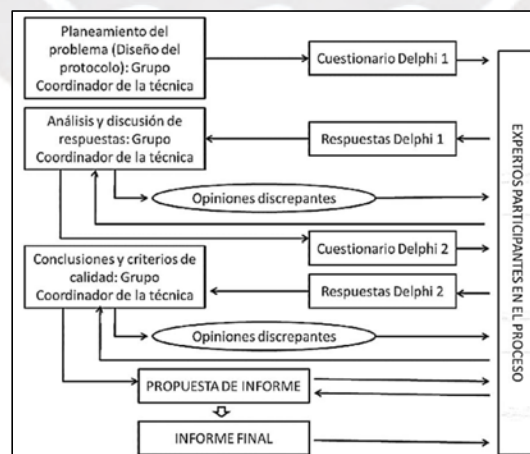 Planeamiento del
problema (Diseño del
protocolo): Grupo
Coordinador de la técnica
Cuestionario Delphi 1
Análisis y discusión de
respuestas: Grupo
Coordinador de la técnica
Respuestas Delphi 1
Opiniones discrepantes
Cuestionario Delphi 2
Conclusiones y criterios de
calidad: Grupo
Coordinador de la técnica
Respuestas Delphi 2
Opiniones discrepantes
PROPUESTA DE INFORME
INFORME FINAL
EXPERTOS PARTICIPANTES EN EL PROCESO